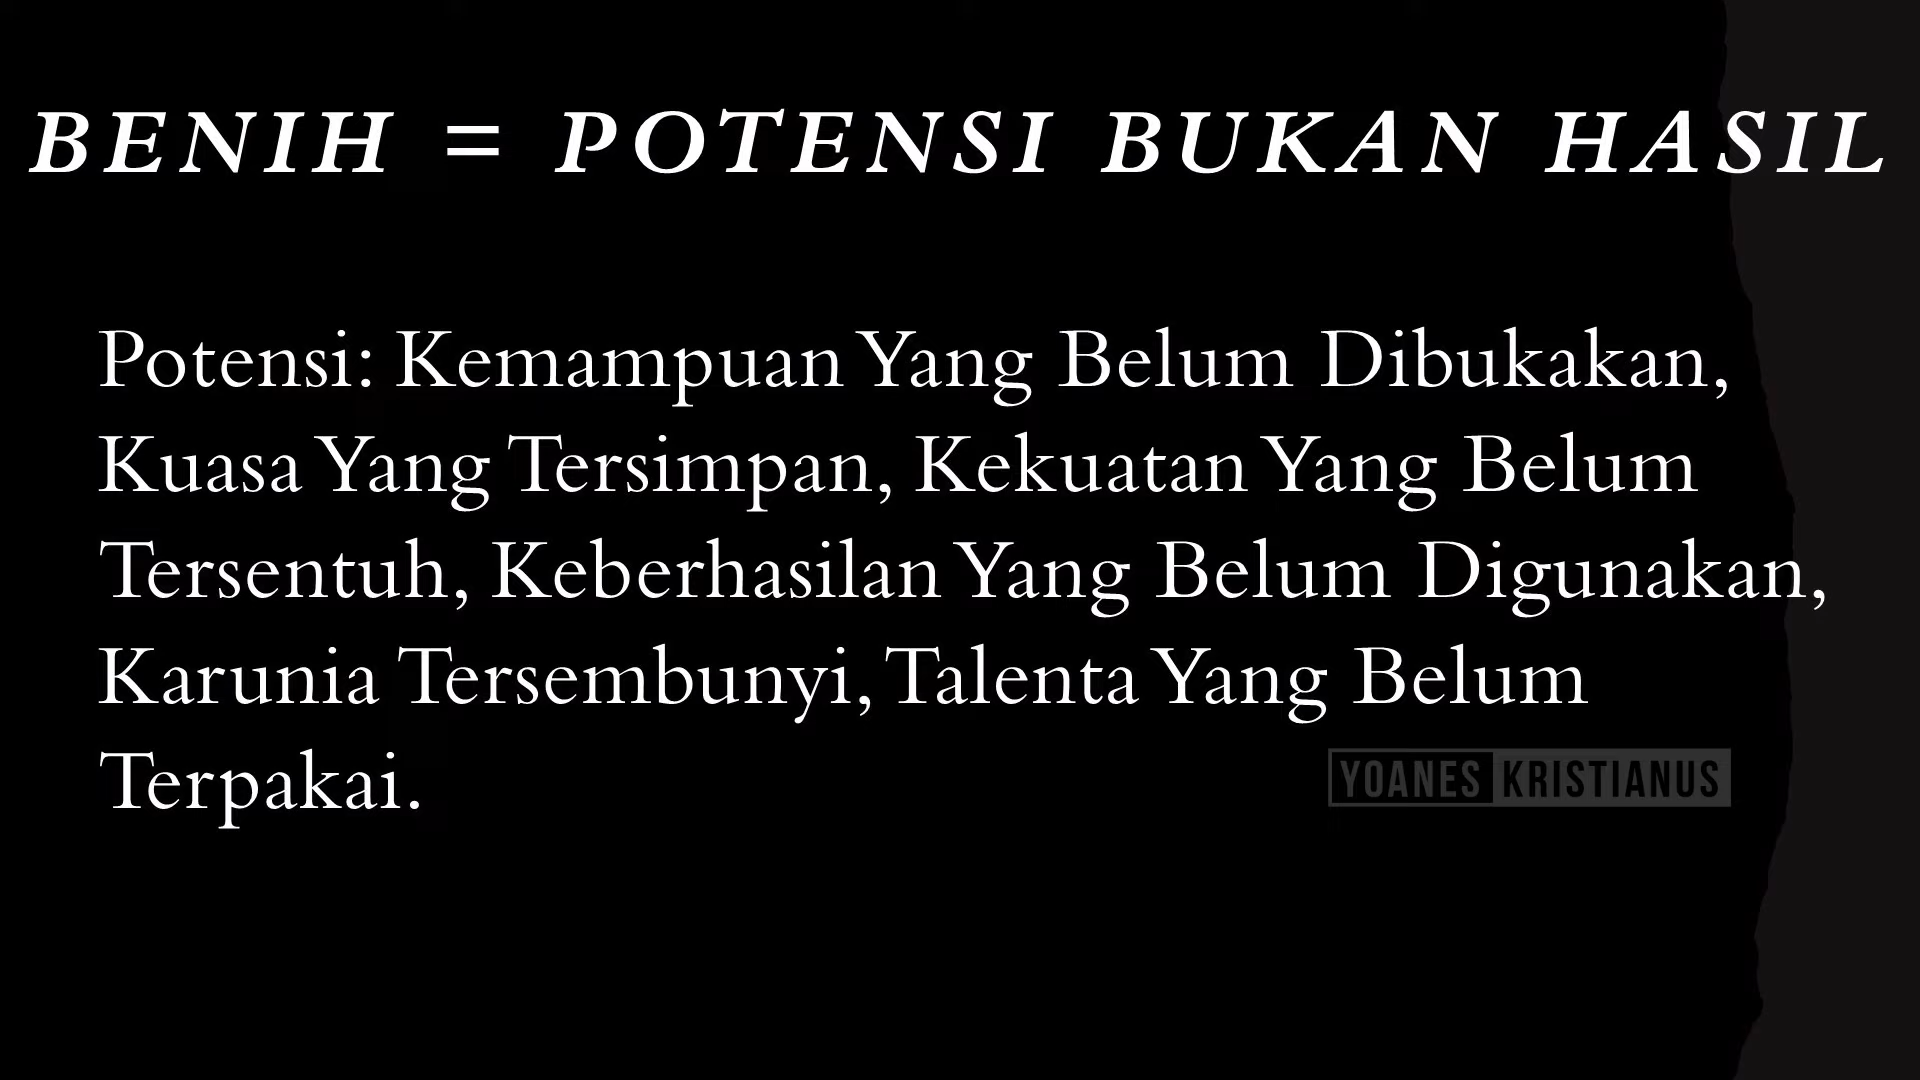 BENIH = POTENSI BUKAN HASIL
Potensi: Kemampuan Yang Belum Dibukakan,
Kuasa Yang Tersimpan, Kekuatan Yang Belum
Tersentuh, Keberhasilan Yang Belum Digunakan,
Karunia Tersembunyi, Talenta Yang Belum
Terpakai.
YOANES KRISTIANUS